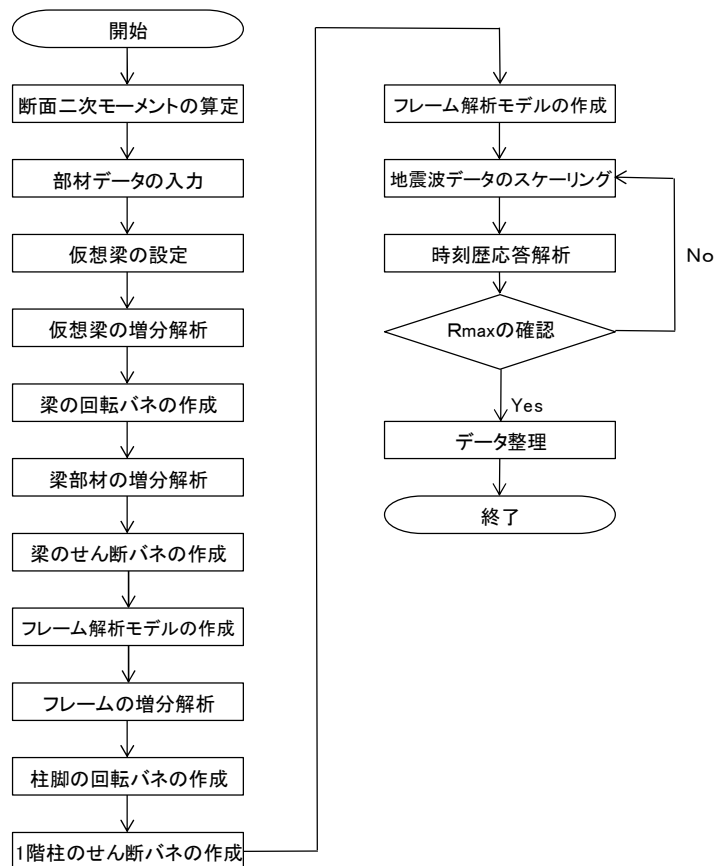 開始
断面二次モーメントの算定
部材データの入力
仮想梁の設定
仮想梁の増分解析
梁の回転バネの作成
梁部材の増分解析
梁のせん断バネの作成
フレーム解析モデルの作成
フレームの増分解析
柱脚の回転バネの作成
1階柱のせん断バネの作成
フレーム解析モデルの作成
地震波データのスケーリング
時刻歴応答解析
No
Rmaxの確認
Yes
データ整理
終了